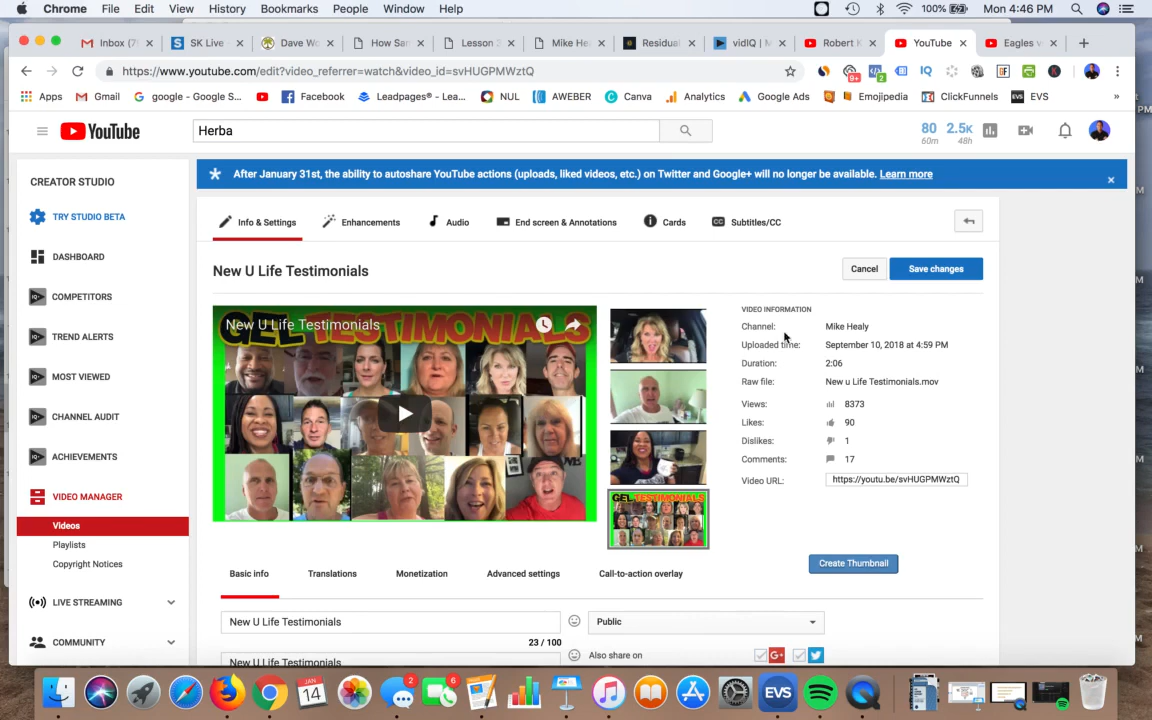 Chrome File Edit View History Bookmarks People Window Help 100% Mon 4:46 PM
Inbox (7 SK Live - Dave Wo How Sa Lesson Mike He Residual vidIQ | M Robert K YouTube Eagles v
https://www.youtube.com/edit?video_referrer=watch&video_id=svHUGPMWztQ
Apps Gmail google - Google S... Facebook Leadpages® - Lea... NUL AWEBER Canva Analytics Google Ads Emojipedia ClickFunnels EVS »
YouTube Herba 80 60m 2.5K 48h
CREATOR STUDIO
TRY STUDIO BETA
DASHBOARD
COMPETITORS
TREND ALERTS
MOST VIEWED
CHANNEL AUDIT
ACHIEVEMENTS
VIDEO MANAGER
Videos
Playlists
Copyright Notices
LIVE STREAMING
COMMUNITY
After January 31st, the ability to autoshare YouTube actions (uploads, liked videos, etc.) on Twitter and Google+ will no longer be available. Learn more
Info & Settings Enhancements Audio End screen & Annotations Cards Subtitles/CC
New U Life Testimonials Cancel Save changes
GEL TESTIMONIALS
New U Life Testimonials
GEL TESTIMONIALS
VIDEO INFORMATION
Channel: Mike Healy
Uploaded time: September 10, 2018 at 4:59 PM
Duration: 2:06
Raw file: New u Life Testimonials.mov
Views: 8373
Likes: 90
Dislikes: 1
Comments: 17
Video URL: https://youtu.be/svHUGPMWztQ
Create Thumbnail
Basic info Translations Monetization Advanced settings Call-to-action overlay
New U Life Testimonials Public
23 / 100
New U Life Testimonials Also share on
JAN 14 2 6 EVS